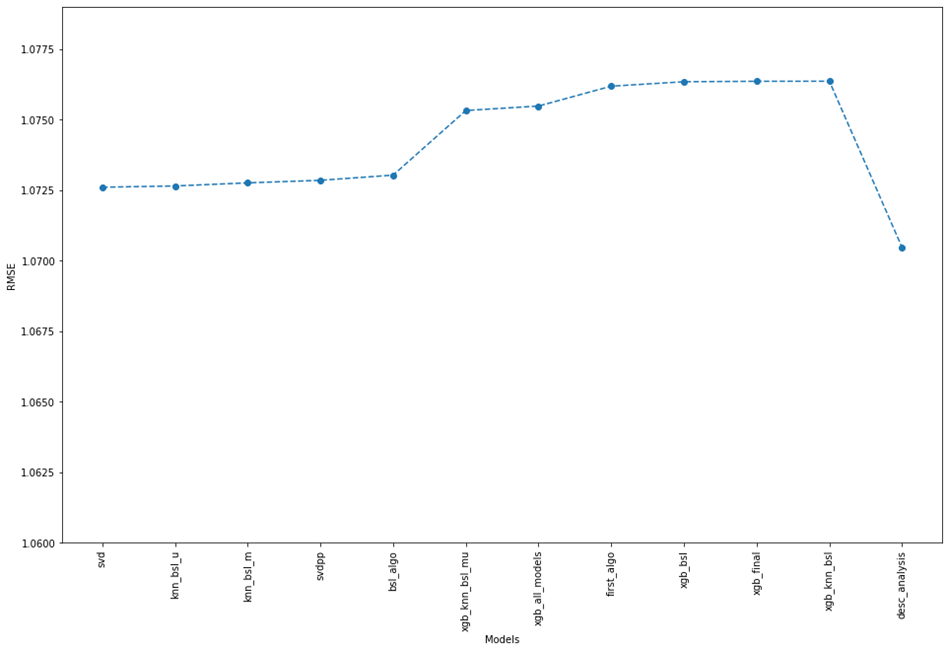 1.0775
1.0750
1.0725
1.0700
1.0675
1.0650
1.0625
1.0600
RMSE
svd
knn_bsl_u
knn_bsl_m
svdpp
bsl_algo
xgb_knn_bsl_mu
xgb_all_models
first_algo
xgb_bsl
xgb_final
xgb_knn_bsl
desc_analysis
Models